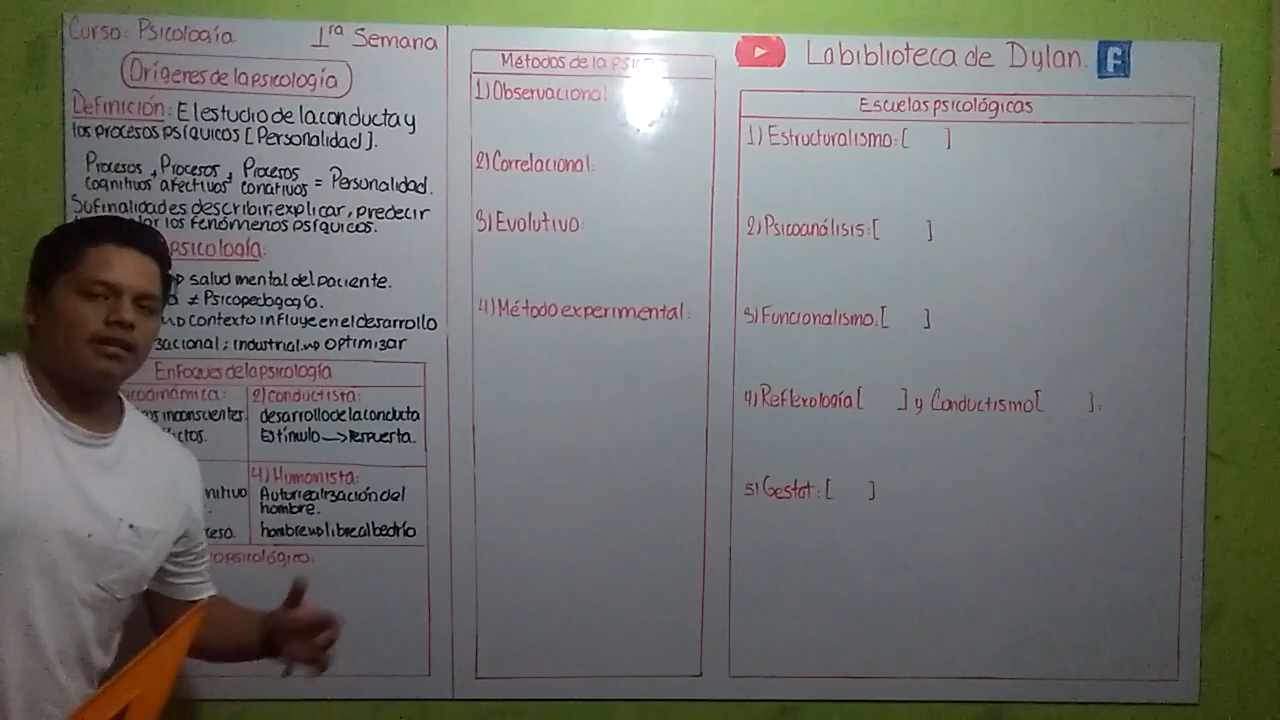 Curso: Psicología
1ra Semana
Orígenes de la psicología
Definición: El estudio de la conducta y
los procesos psíquicos [Personalidad].
Procesos + Procesos + Procesos
cognitivos afectivos conativos = Personalidad.
Su finalidad es describir, explicar, predecir
los fenómenos psíquicos.
psicología:
salud mental del paciente.
≠ Psicopedagogía.
contexto influye en el desarrollo
zacional; industrial optimizar
Enfoques de la psicología
icodinámica:
os inconscientes.
ictos.
2) Conductista:
desarrollo de la conducta
Estímulo → respuesta.
nitivo
eso.
4) Humanista:
Autorrealización del
hombre.
hombre libre albedrío
o psicológico:
Métodos de la psic
1) Observacional
2) Correlacional:
3) Evolutivo:
4) Método experimental:
La biblioteca de Dylan.
Escuelas psicológicas
1) Estructuralismo: [ ]
2) Psicoanálisis: [ ]
3) Funcionalismo: [ ]
4) Reflexología [ ] y Conductismo [ ]:
5) Gestat: [ ]